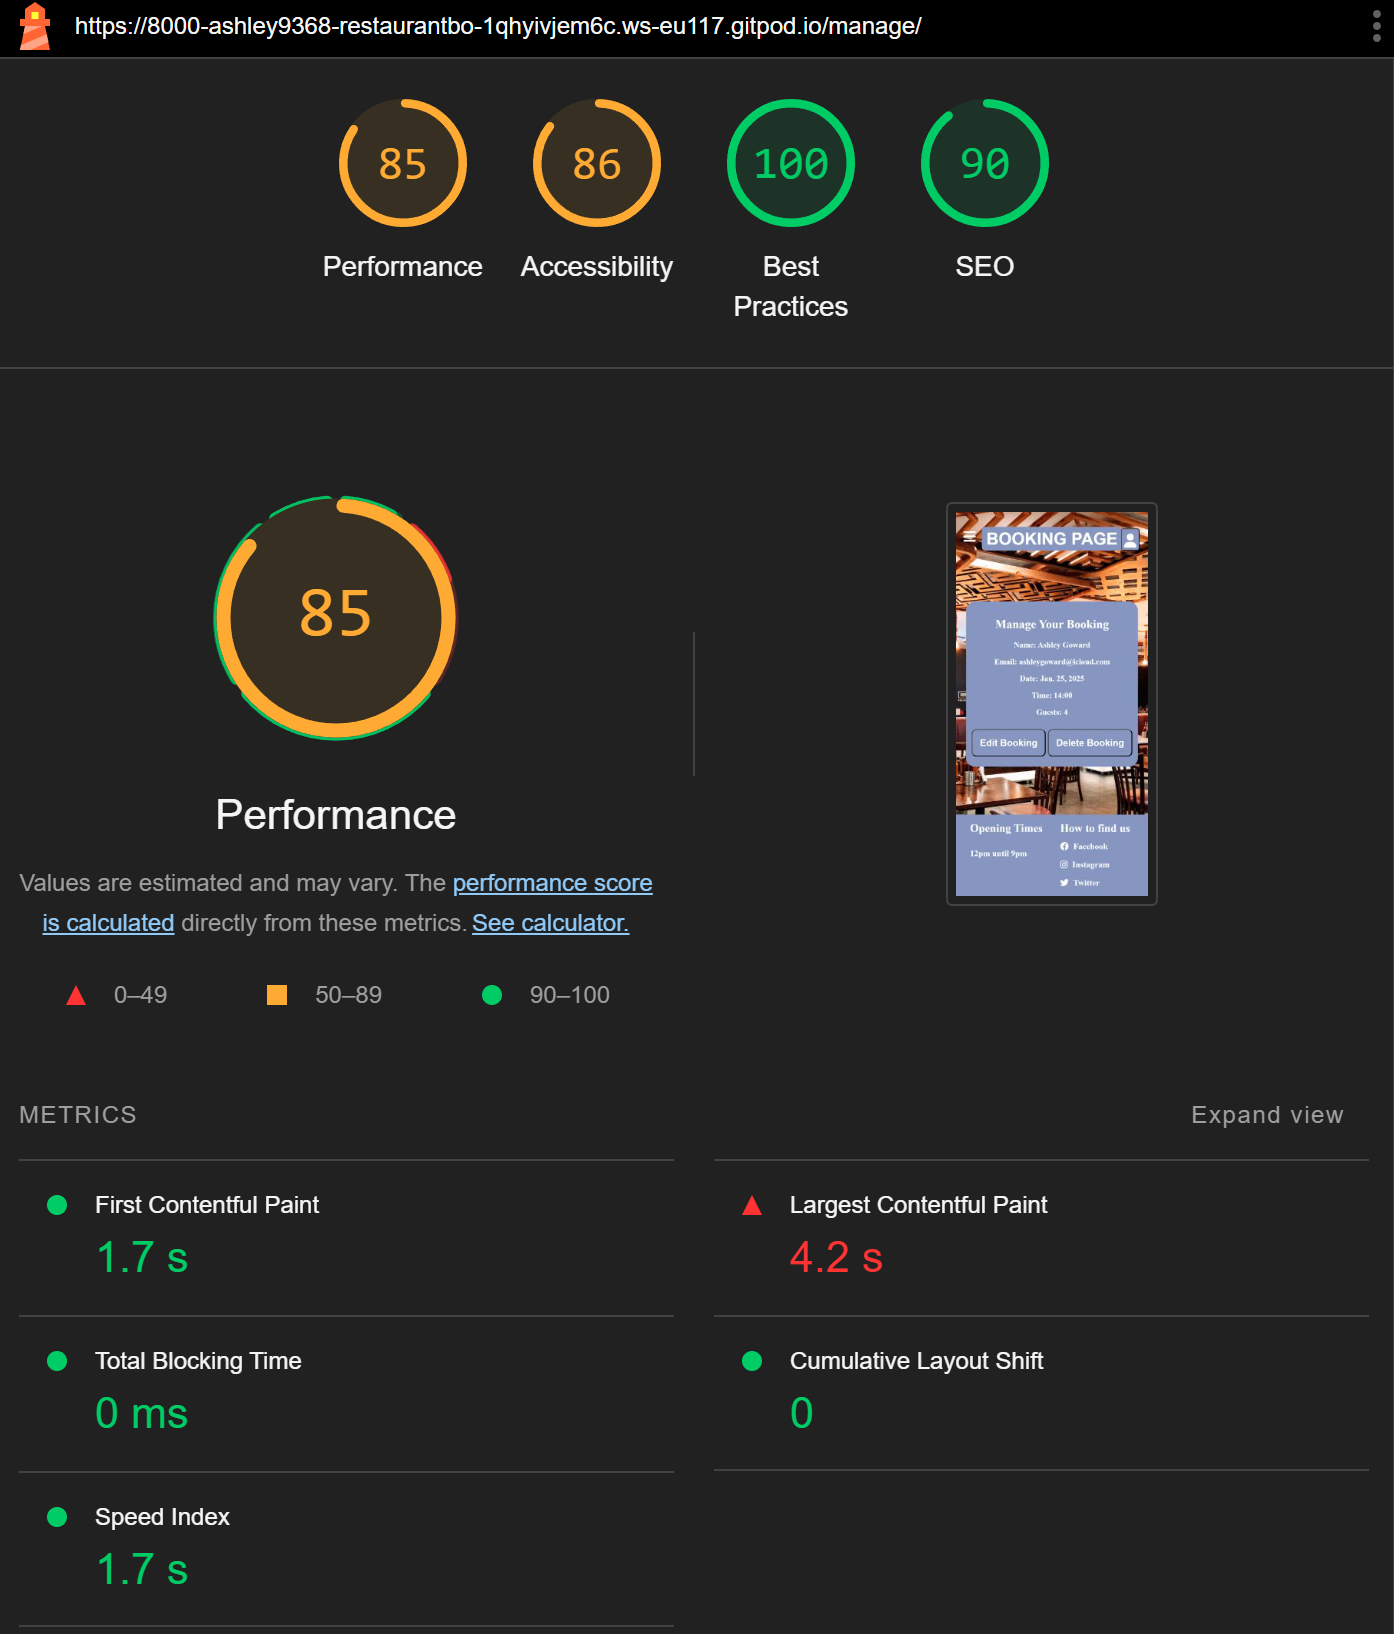 https://8000-ashley9368-restaurantbo-1qhyivjem6c.ws-eu117.gitpod.io/manage/
85
86
100
90
Performance
Accessibility
Best
Practices
SEO
85
Performance
Values are estimated and may vary. The performance score
is calculated directly from these metrics. See calculator.
0–49
50–89
90–100
BOOKING PAGE
Manage Your Booking
Name: Ashley Goward
Email: ashleygoward@icloud.com
Date: Jan. 25, 2025
Time: 14:00
Guests: 4
Edit Booking
Delete Booking
Opening Times
12pm until 9pm
How to find us
Facebook
Instagram
Twitter
METRICS
Expand view
First Contentful Paint
1.7 s
Largest Contentful Paint
4.2 s
Total Blocking Time
0 ms
Cumulative Layout Shift
0
Speed Index
1.7 s